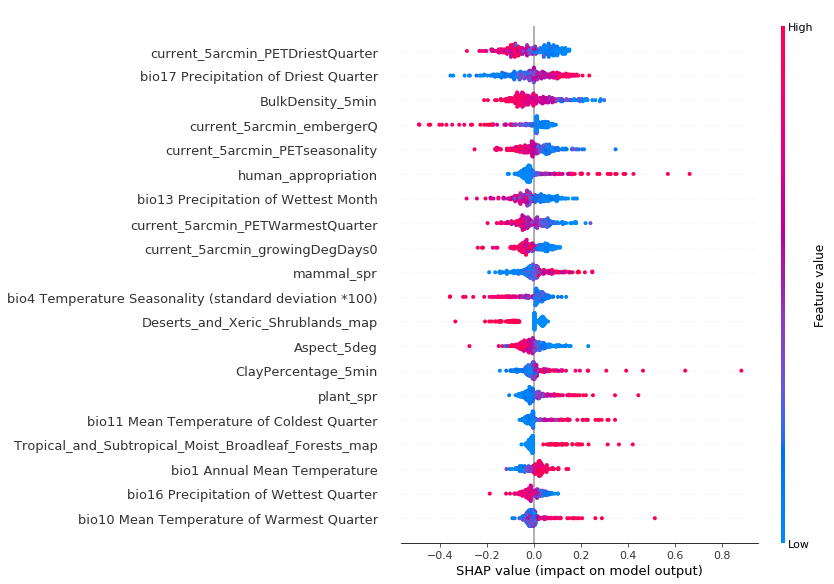 High
current_5arcmin_PETDriestQuarter
bio17 Precipitation of Driest Quarter
BulkDensity_5min
current_5arcmin_embergerQ
current_5arcmin_PETseasonality
human_appropriation
bio13 Precipitation of Wettest Month
current_5arcmin_PETWarmestQuarter
current_5arcmin_growingDegDays0
mammal_spr
bio4 Temperature Seasonality (standard deviation *100)
Deserts_and_Xeric_Shrublands_map
Aspect_5deg
ClayPercentage_5min
plant_spr
bio11 Mean Temperature of Coldest Quarter
Tropical_and_Subtropical_Moist_Broadleaf_Forests_map
bio1 Annual Mean Temperature
bio16 Precipitation of Wettest Quarter
bio10 Mean Temperature of Warmest Quarter
Feature value
Low
−0.4 −0.2 0.0 0.2 0.4 0.6 0.8
SHAP value (impact on model output)